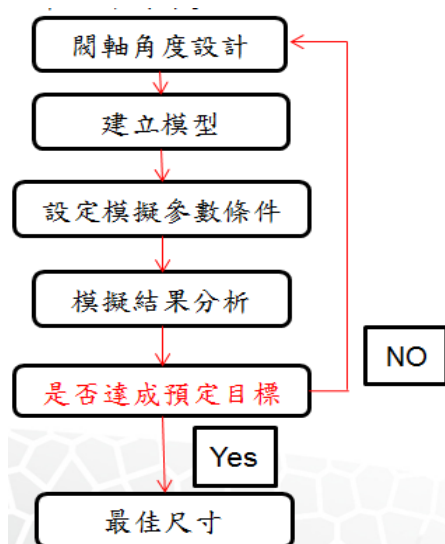 閥軸角度設計
建立模型
設定模擬參數條件
模擬結果分析
是否達成預定目標
NO
Yes
最佳尺寸